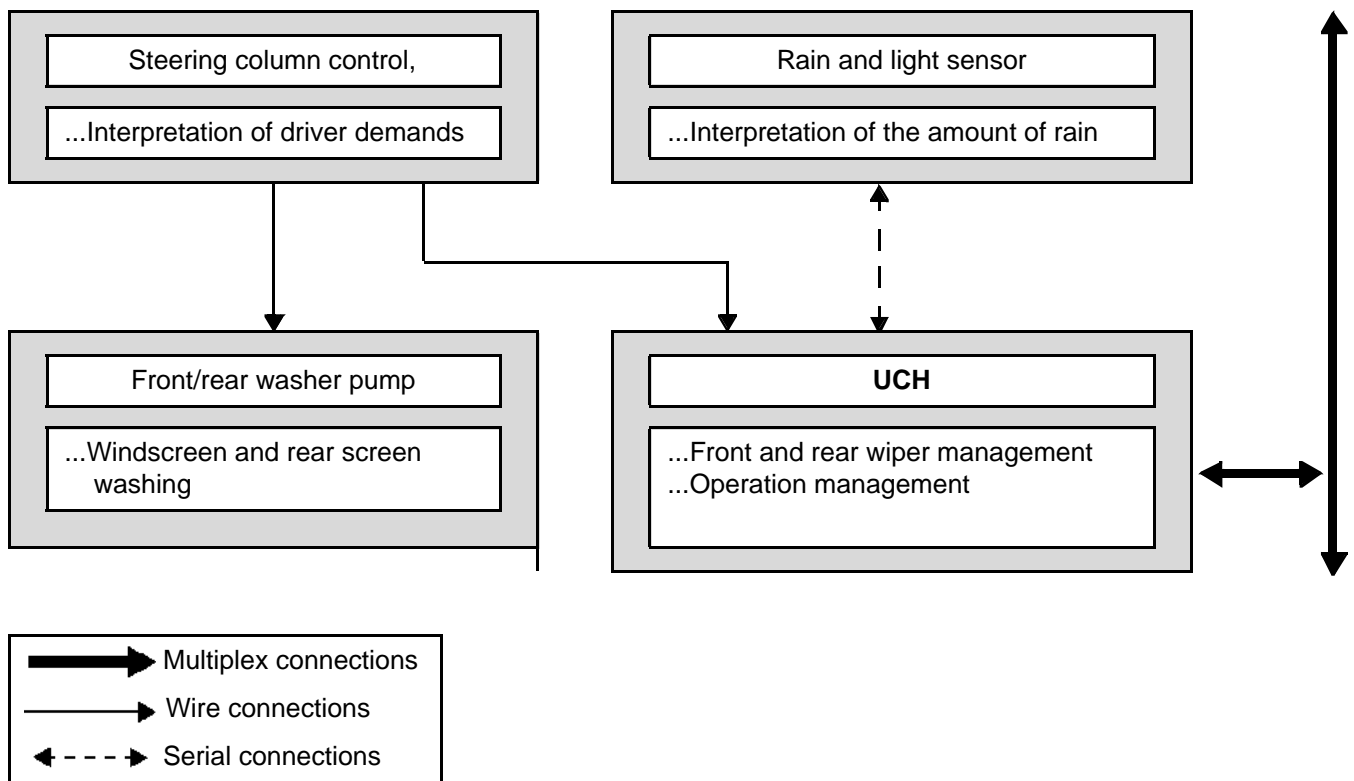 Steering column control,
...Interpretation of driver demands
Rain and light sensor
...Interpretation of the amount of rain
Front/rear washer pump
...Windscreen and rear screen
washing
UCH
...Front and rear wiper management
...Operation management
Multiplex connections
Wire connections
Serial connections